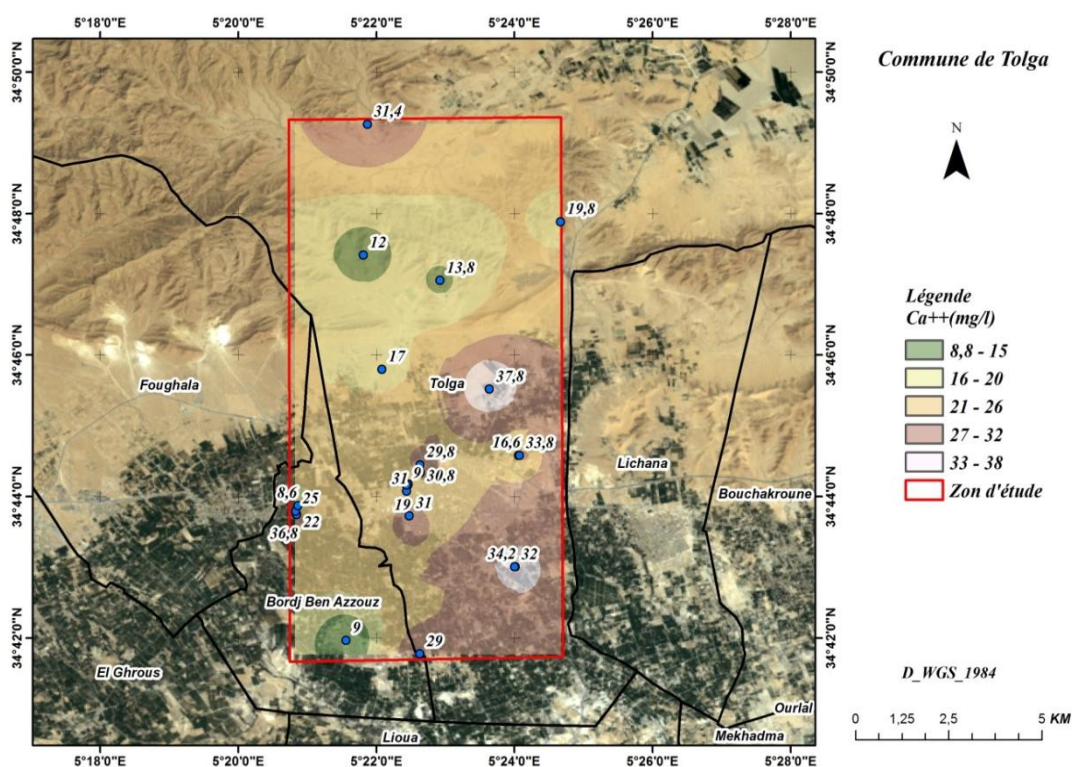 5°18'0"E 5°20'0"E 5°22'0"E 5°24'0"E 5°26'0"E 5°28'0"E
34°50'0"N 34°50'0"N
Commune de Tolga
31,4
N
34°48'0"N 34°48'0"N
19,8
12
13,8
Légende
Ca++(mg/l)
8,8 - 15
16 - 20
21 - 26
27 - 32
33 - 38
Zon d'étude
34°46'0"N 34°46'0"N
17
Foughala
Tolga
37,8
16,6 33,8
29,8
Lichana
31 9 30,8
Bouchakroune
34°44'0"N 34°44'0"N
8,6 25
19 31
22
36,8
34,2 32
Bordj Ben Azzouz
9
29
34°42'0"N 34°42'0"N
El Ghrous
D_WGS_1984
Ourlal
Lioua
Mekhadma
0 1,25 2,5 5 KM
5°18'0"E 5°20'0"E 5°22'0"E 5°24'0"E 5°26'0"E 5°28'0"E